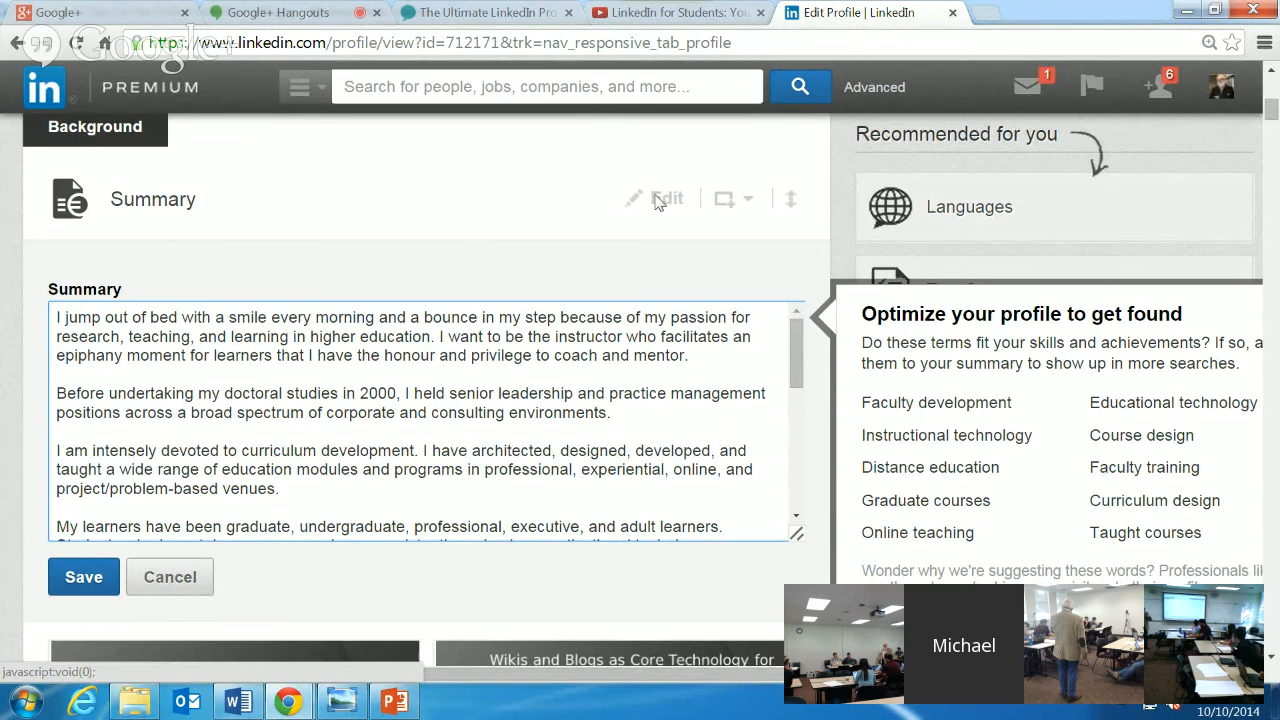 Google+
Google+ Hangouts
The Ultimate LinkedIn Pro
LinkedIn for Students: You
Edit Profile | LinkedIn
https://www.linkedin.com/profile/view?id=712171&trk=nav_responsive_tab_profile
Google+
in PREMIUM
Search for people, jobs, companies, and more...
Advanced
1
6
Background
Recommended for you
Summary
Edit
Languages
Summary
I jump out of bed with a smile every morning and a bounce in my step because of my passion for
research, teaching, and learning in higher education. I want to be the instructor who facilitates an
epiphany moment for learners that I have the honour and privilege to coach and mentor.
Before undertaking my doctoral studies in 2000, I held senior leadership and practice management
positions across a broad spectrum of corporate and consulting environments.
I am intensely devoted to curriculum development. I have architected, designed, developed, and
taught a wide range of education modules and programs in professional, experiential, online, and
project/problem-based venues.
My learners have been graduate, undergraduate, professional, executive, and adult learners.
Optimize your profile to get found
Do these terms fit your skills and achievements? If so, a
them to your summary to show up in more searches.
Faculty development
Educational technology
Instructional technology
Course design
Distance education
Faculty training
Graduate courses
Curriculum design
Online teaching
Taught courses
Wonder why we're suggesting these words? Professionals lik
Save
Cancel
Wikis and Blogs as Core Technology for
Michael
javascript:void(0);
10/10/2014